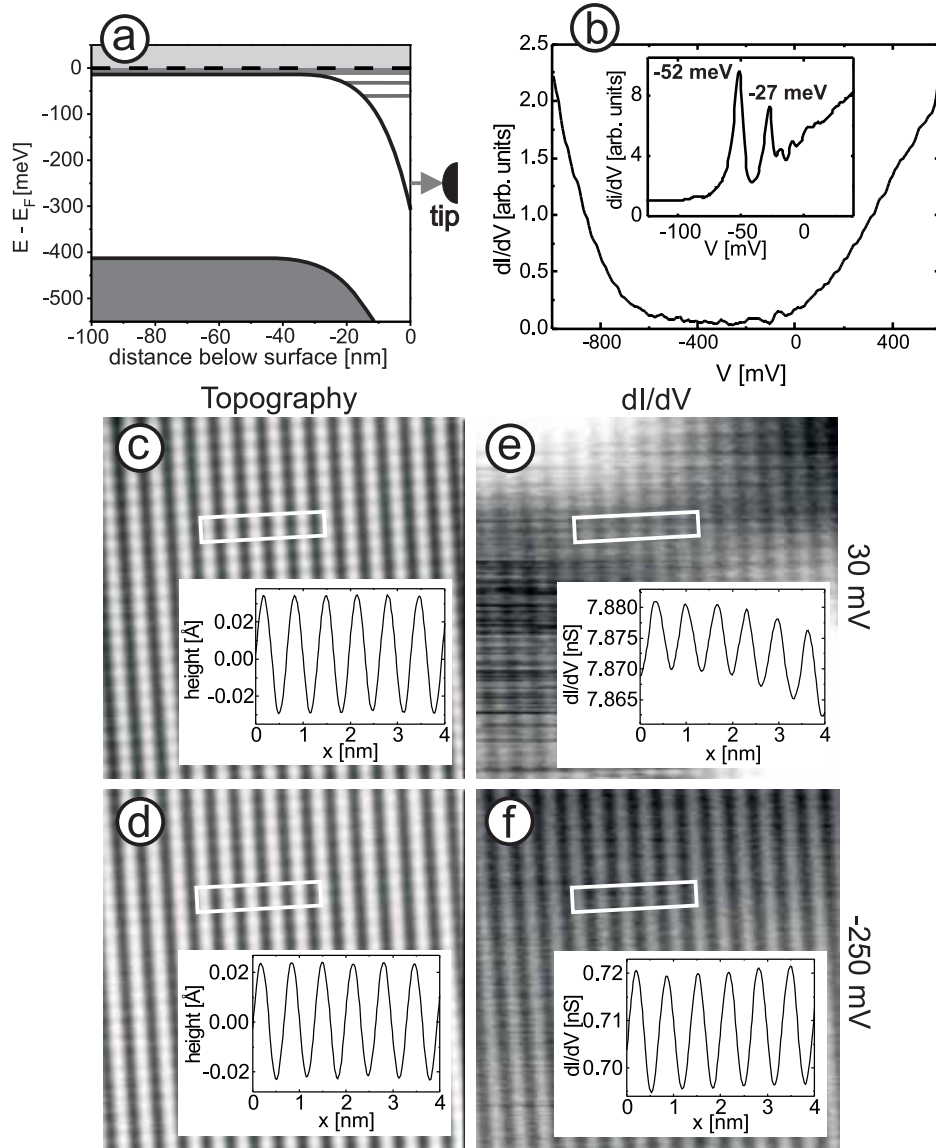 a
0
-100
-200
-300
-400
-500
E - E_F [meV]
tip
-100 -80 -60 -40 -20 0
distance below surface [nm]
b
2.5
2.0
1.5
1.0
0.5
0.0
dI/dV [arb. units]
-800 -400 0 400
V [mV]
-52 meV
-27 meV
8
4
0
dI/dV [arb. units]
-100 -50 0
V [mV]
Topography
dI/dV
c
0.02
0.00
-0.02
height [Å]
0 1 2 3 4
x [nm]
e
7.880
7.875
7.870
7.865
dI/dV [nS]
0 1 2 3 4
x [nm]
30 mV
d
0.02
0.00
-0.02
height [Å]
0 1 2 3 4
x [nm]
f
0.72
0.71
0.70
dI/dV [nS]
0 1 2 3 4
x [nm]
-250 mV